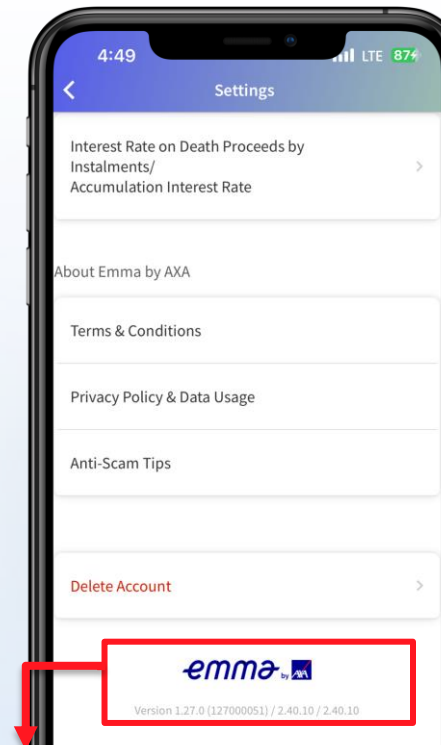 4:49
LTE 87
Settings
Interest Rate on Death Proceeds by
Instalments/
Accumulation Interest Rate
About Emma by AXA
Terms & Conditions
Privacy Policy & Data Usage
Anti-Scam Tips
Delete Account
emma by AXA
Version 1.27.0 (127000051) / 2.40.10 / 2.40.10